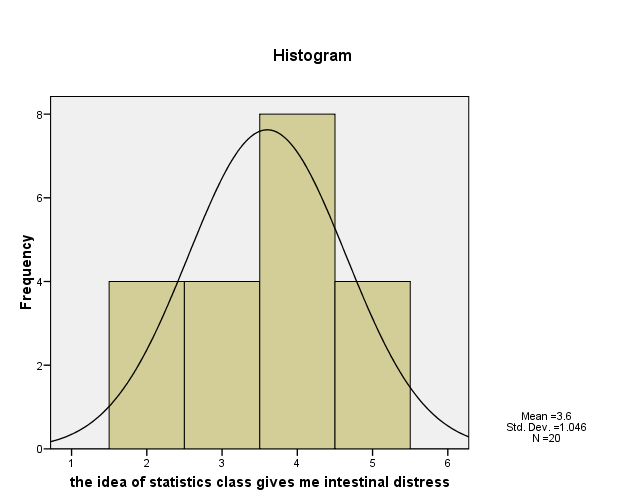 Histogram
8
6
4
2
0
Frequency
1 2 3 4 5 6
the idea of statistics class gives me intestinal distress
Mean =3.6
Std. Dev. =1.046
N =20